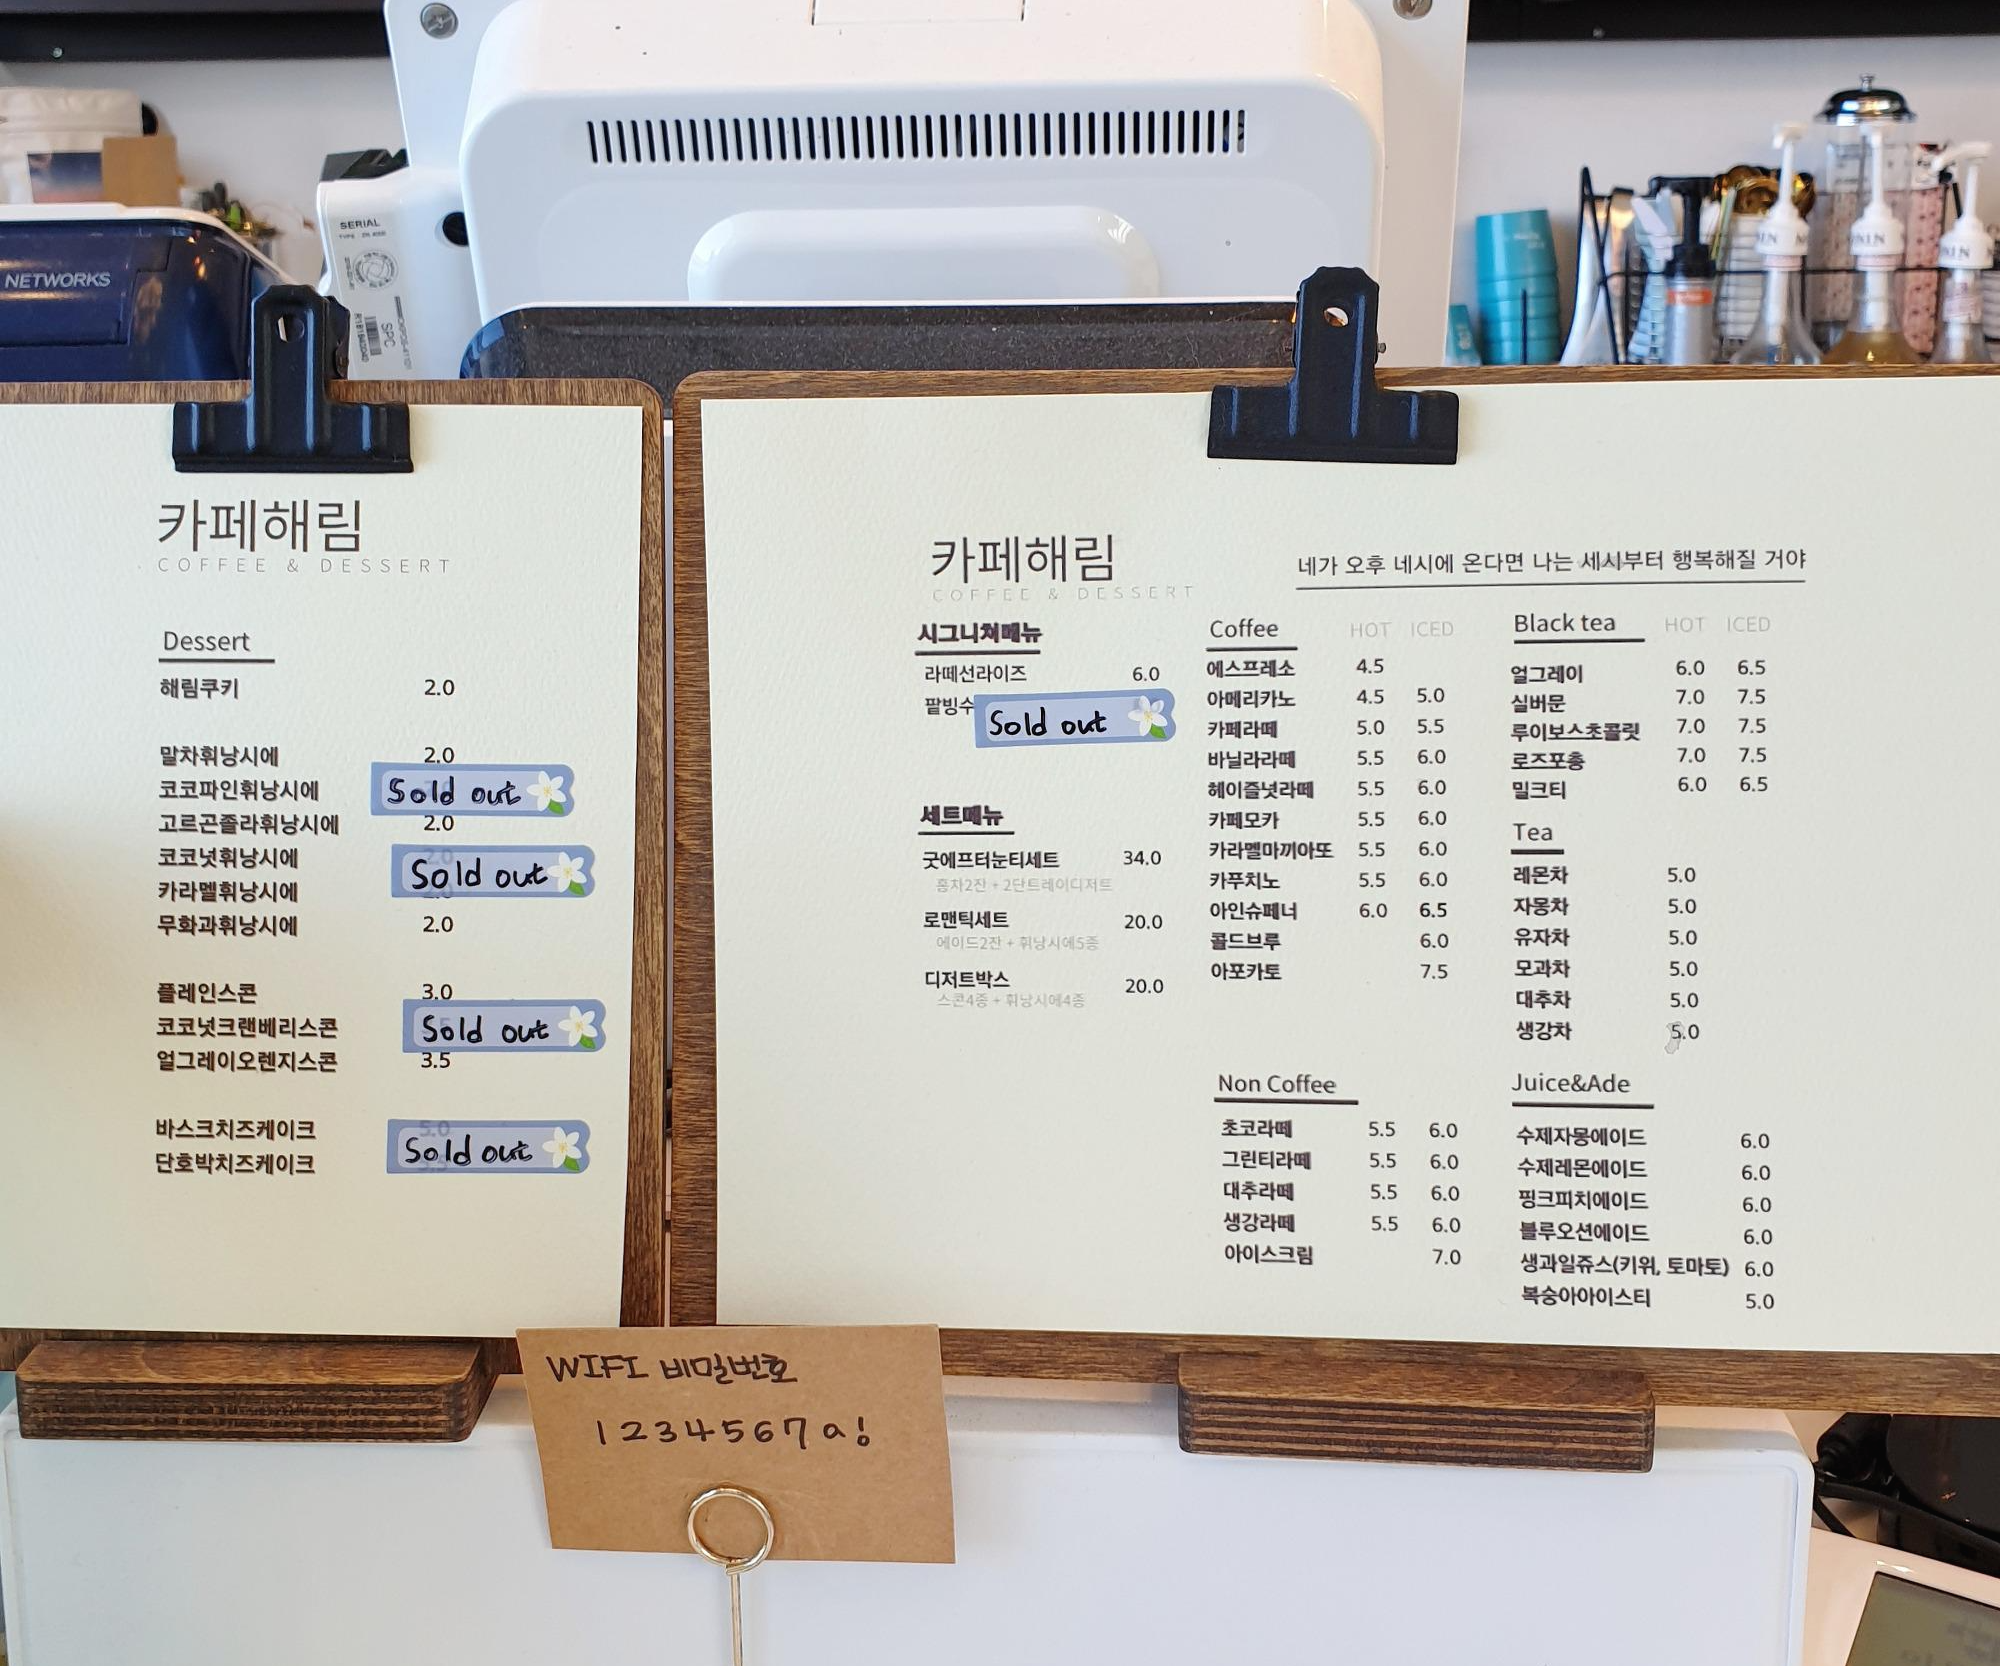 NETWORKS
SERIAL
SPC
카페해림
COFFEE & DESSERT
Dessert
해림쿠키 2.0
말차휘낭시에 2.0
코코파인휘낭시에 Sold out
고르곤졸라휘낭시에 2.0
코코넛휘낭시에 2.0
Sold out
카라멜휘낭시에
무화과휘낭시에 2.0
플레인스콘 3.0
코코넛크랜베리스콘 Sold out
얼그레이오렌지스콘 3.5
바스크치즈케이크 5.0
Sold out
단호박치즈케이크
카페해림
COFFEE & DESSERT
네가 오후 네시에 온다면 나는 세시부터 행복해질 거야
시그니쳐메뉴
라떼선라이즈 6.0
팥빙수 Sold out
세트메뉴
굿에프터눈티세트 34.0
홍차2잔 + 2단트레이디저트
로맨틱세트 20.0
에이드2잔 + 휘낭시에5종
디저트박스 20.0
스콘4종 + 휘낭시에4종
Coffee HOT ICED
에스프레소 4.5
아메리카노 4.5 5.0
카페라떼 5.0 5.5
바닐라라떼 5.5 6.0
헤이즐넛라떼 5.5 6.0
카페모카 5.5 6.0
카라멜마끼아또 5.5 6.0
카푸치노 5.5 6.0
아인슈페너 6.0 6.5
콜드브루 6.0
아포카토 7.5
Non Coffee
초코라떼 5.5 6.0
그린티라떼 5.5 6.0
대추라떼 5.5 6.0
생강라떼 5.5 6.0
아이스크림 7.0
Black tea HOT ICED
얼그레이 6.0 6.5
실버문 7.0 7.5
루이보스초콜릿 7.0 7.5
로즈포총 7.0 7.5
밀크티 6.0 6.5
Tea
레몬차 5.0
자몽차 5.0
유자차 5.0
모과차 5.0
대추차 5.0
생강차 5.0
Juice&Ade
수제자몽에이드 6.0
수제레몬에이드 6.0
핑크피치에이드 6.0
블루오션에이드 6.0
생과일쥬스(키위, 토마토) 6.0
복숭아아이스티 5.0
WIFI 비밀번호
1234567a!